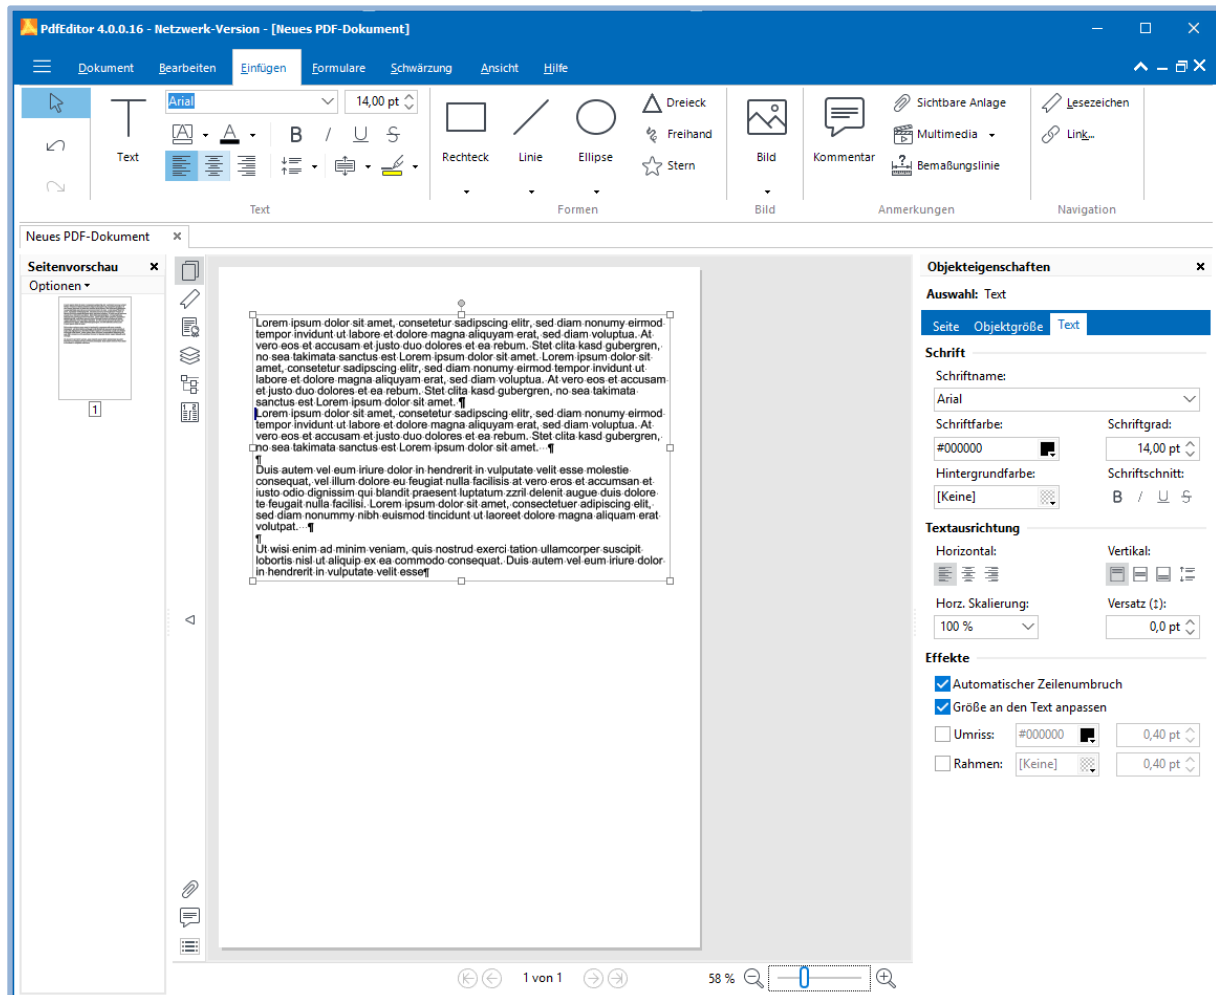 PdfEditor 4.0.0.16 - Netzwerk-Version - [Neues PDF-Dokument]
Dokument Bearbeiten Einfügen Formulare Schwärzung Ansicht Hilfe
Arial 14,00 pt
Text
Rechteck Linie Ellipse
Dreieck
Freihand
Stern
Bild
Kommentar
Sichtbare Anlage
Multimedia
Bemaßungslinie
Lesezeichen
Link...
Text Formen Bild Anmerkungen Navigation
Neues PDF-Dokument
Seitenvorschau
Optionen
1
Lorem ipsum dolor sit amet, consetetur sadipscing elitr, sed diam nonumy eirmod
tempor invidunt ut labore et dolore magna aliquyam erat, sed diam voluptua. At
vero eos et accusam et justo duo dolores et ea rebum. Stet clita kasd gubergren,
no sea takimata sanctus est Lorem ipsum dolor sit amet. Lorem ipsum dolor sit
amet, consetetur sadipscing elitr, sed diam nonumy eirmod tempor invidunt ut
labore et dolore magna aliquyam erat, sed diam voluptua. At vero eos et accusam
et justo duo dolores et ea rebum. Stet clita kasd gubergren, no sea takimata
sanctus est Lorem ipsum dolor sit amet. ¶
Lorem ipsum dolor sit amet, consetetur sadipscing elitr, sed diam nonumy eirmod
tempor invidunt ut labore et dolore magna aliquyam erat, sed diam voluptua. At
vero eos et accusam et justo duo dolores et ea rebum. Stet clita kasd gubergren,
no sea takimata sanctus est Lorem ipsum dolor sit amet. ¶
¶
Duis autem vel eum iriure dolor in hendrerit in vulputate velit esse molestie
consequat, vel illum dolore eu feugiat nulla facilisis at vero eros et accumsan et
iusto odio dignissim qui blandit praesent luptatum zzril delenit augue duis dolore
te feugait nulla facilisi. Lorem ipsum dolor sit amet, consectetuer adipiscing elit,
sed diam nonummy nibh euismod tincidunt ut laoreet dolore magna aliquam erat
volutpat. ¶
¶
Ut wisi enim ad minim veniam, quis nostrud exerci tation ullamcorper suscipit
lobortis nisl ut aliquip ex ea commodo consequat. Duis autem vel eum iriure dolor
in hendrerit in vulputate velit esse¶
1 von 1
58 %
Objekteigenschaften
Auswahl: Text
Seite Objektgröße Text
Schrift
Schriftname:
Arial
Schriftfarbe: Schriftgrad:
#000000 14,00 pt
Hintergrundfarbe: Schriftschnitt:
[Keine] B I U S
Textausrichtung
Horizontal: Vertikal:
Horz. Skalierung: Versatz (↕):
100 % 0,0 pt
Effekte
Automatischer Zeilenumbruch
Größe an den Text anpassen
Umriss: #000000 0,40 pt
Rahmen: [Keine] 0,40 pt